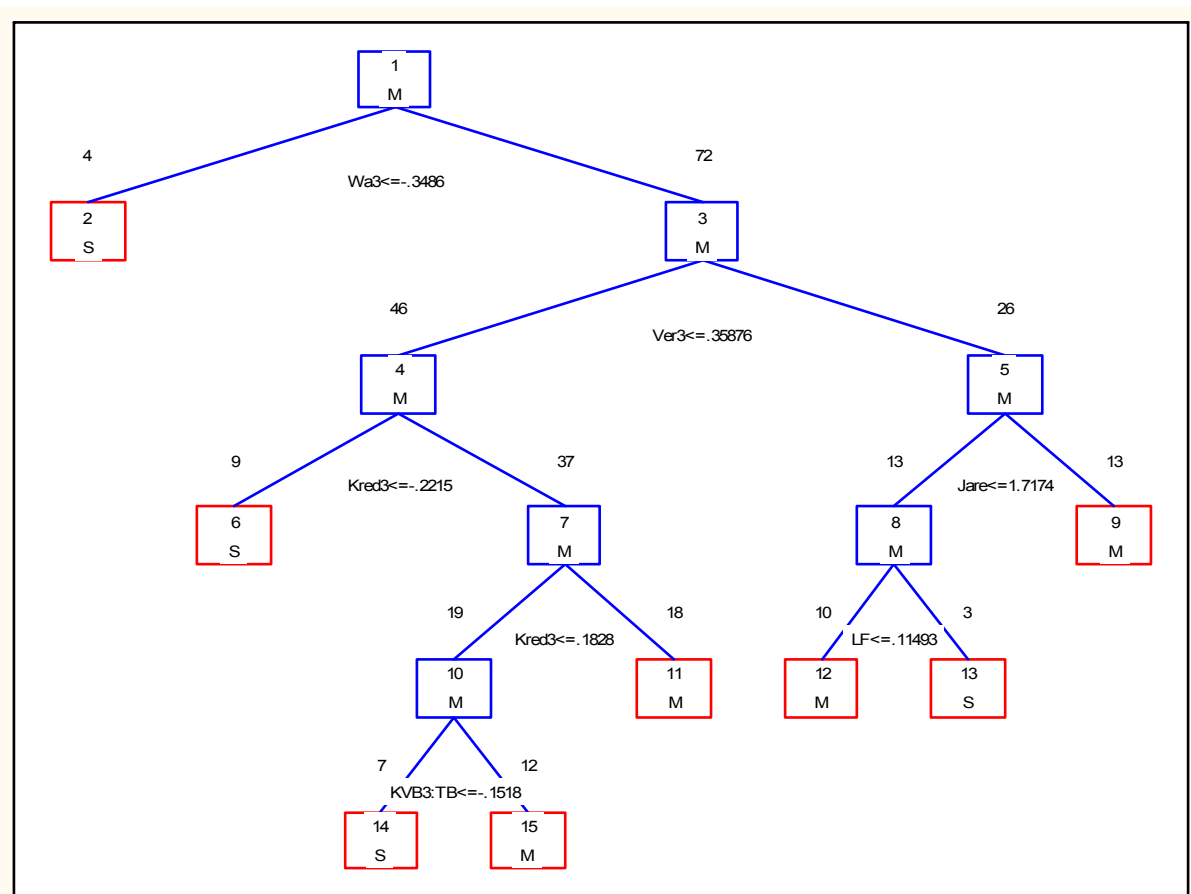 1
M
4
72
Wa3<=-.3486
2
S
3
M
46
26
Ver3<=.35876
4
M
5
M
9
37
13
13
Kred3<=-.2215
Jare<=1.7174
6
S
7
M
8
M
9
M
19
18
10
3
Kred3<=.1828
LF<=.11493
10
M
11
M
12
M
13
S
7
12
KVB3:TB<=-.1518
14
S
15
M